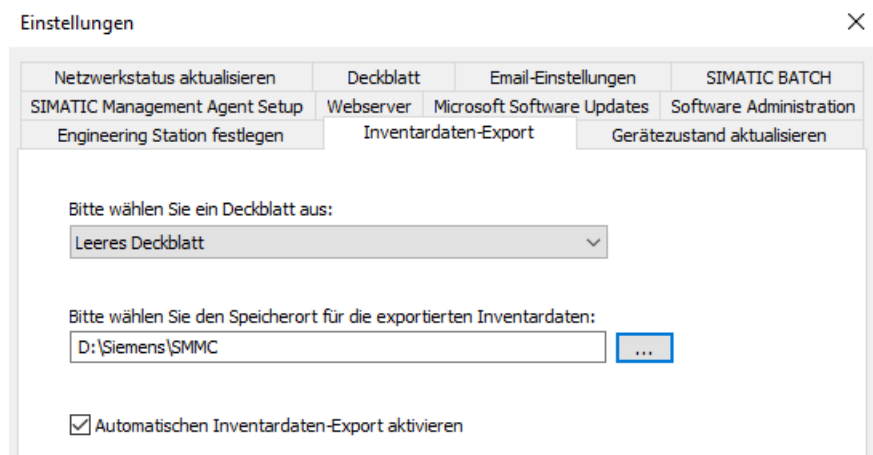 Einstellungen
Netzwerkstatus aktualisieren Deckblatt Email-Einstellungen SIMATIC BATCH
SIMATIC Management Agent Setup Webserver Microsoft Software Updates Software Administration
Engineering Station festlegen Inventardaten-Export Gerätezustand aktualisieren
Bitte wählen Sie ein Deckblatt aus:
Leeres Deckblatt
Bitte wählen Sie den Speicherort für die exportierten Inventardaten:
D:\Siemens\SMMC ...
Automatischen Inventardaten-Export aktivieren